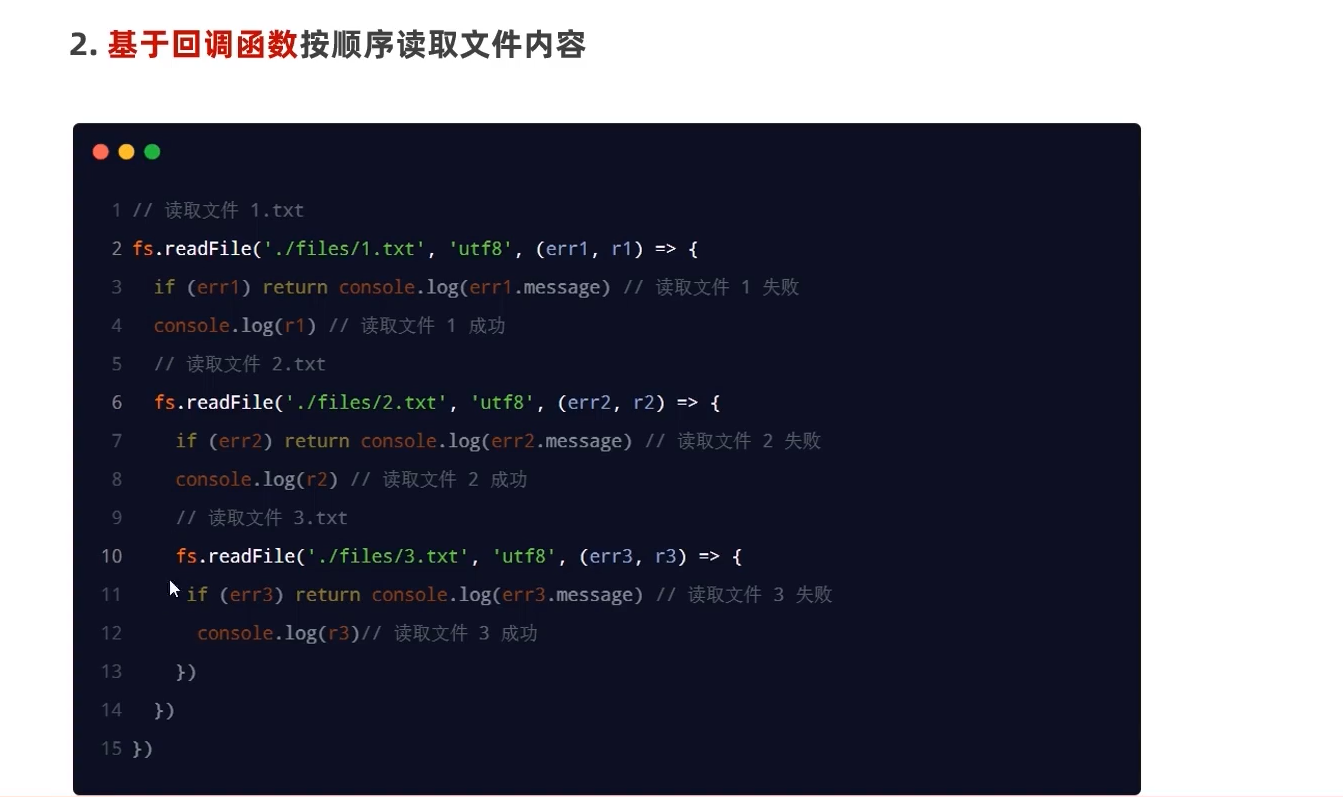 2. 基于回调函数按顺序读取文件内容
1 // 读取文件 1.txt
2 fs.readFile('./files/1.txt', 'utf8', (err1, r1) => {
3   if (err1) return console.log(err1.message) // 读取文件 1 失败
4   console.log(r1) // 读取文件 1 成功
5   // 读取文件 2.txt
6   fs.readFile('./files/2.txt', 'utf8', (err2, r2) => {
7     if (err2) return console.log(err2.message) // 读取文件 2 失败
8     console.log(r2) // 读取文件 2 成功
9     // 读取文件 3.txt
10     fs.readFile('./files/3.txt', 'utf8', (err3, r3) => {
11      if (err3) return console.log(err3.message) // 读取文件 3 失败
12       console.log(r3)// 读取文件 3 成功
13     })
14   })
15 })